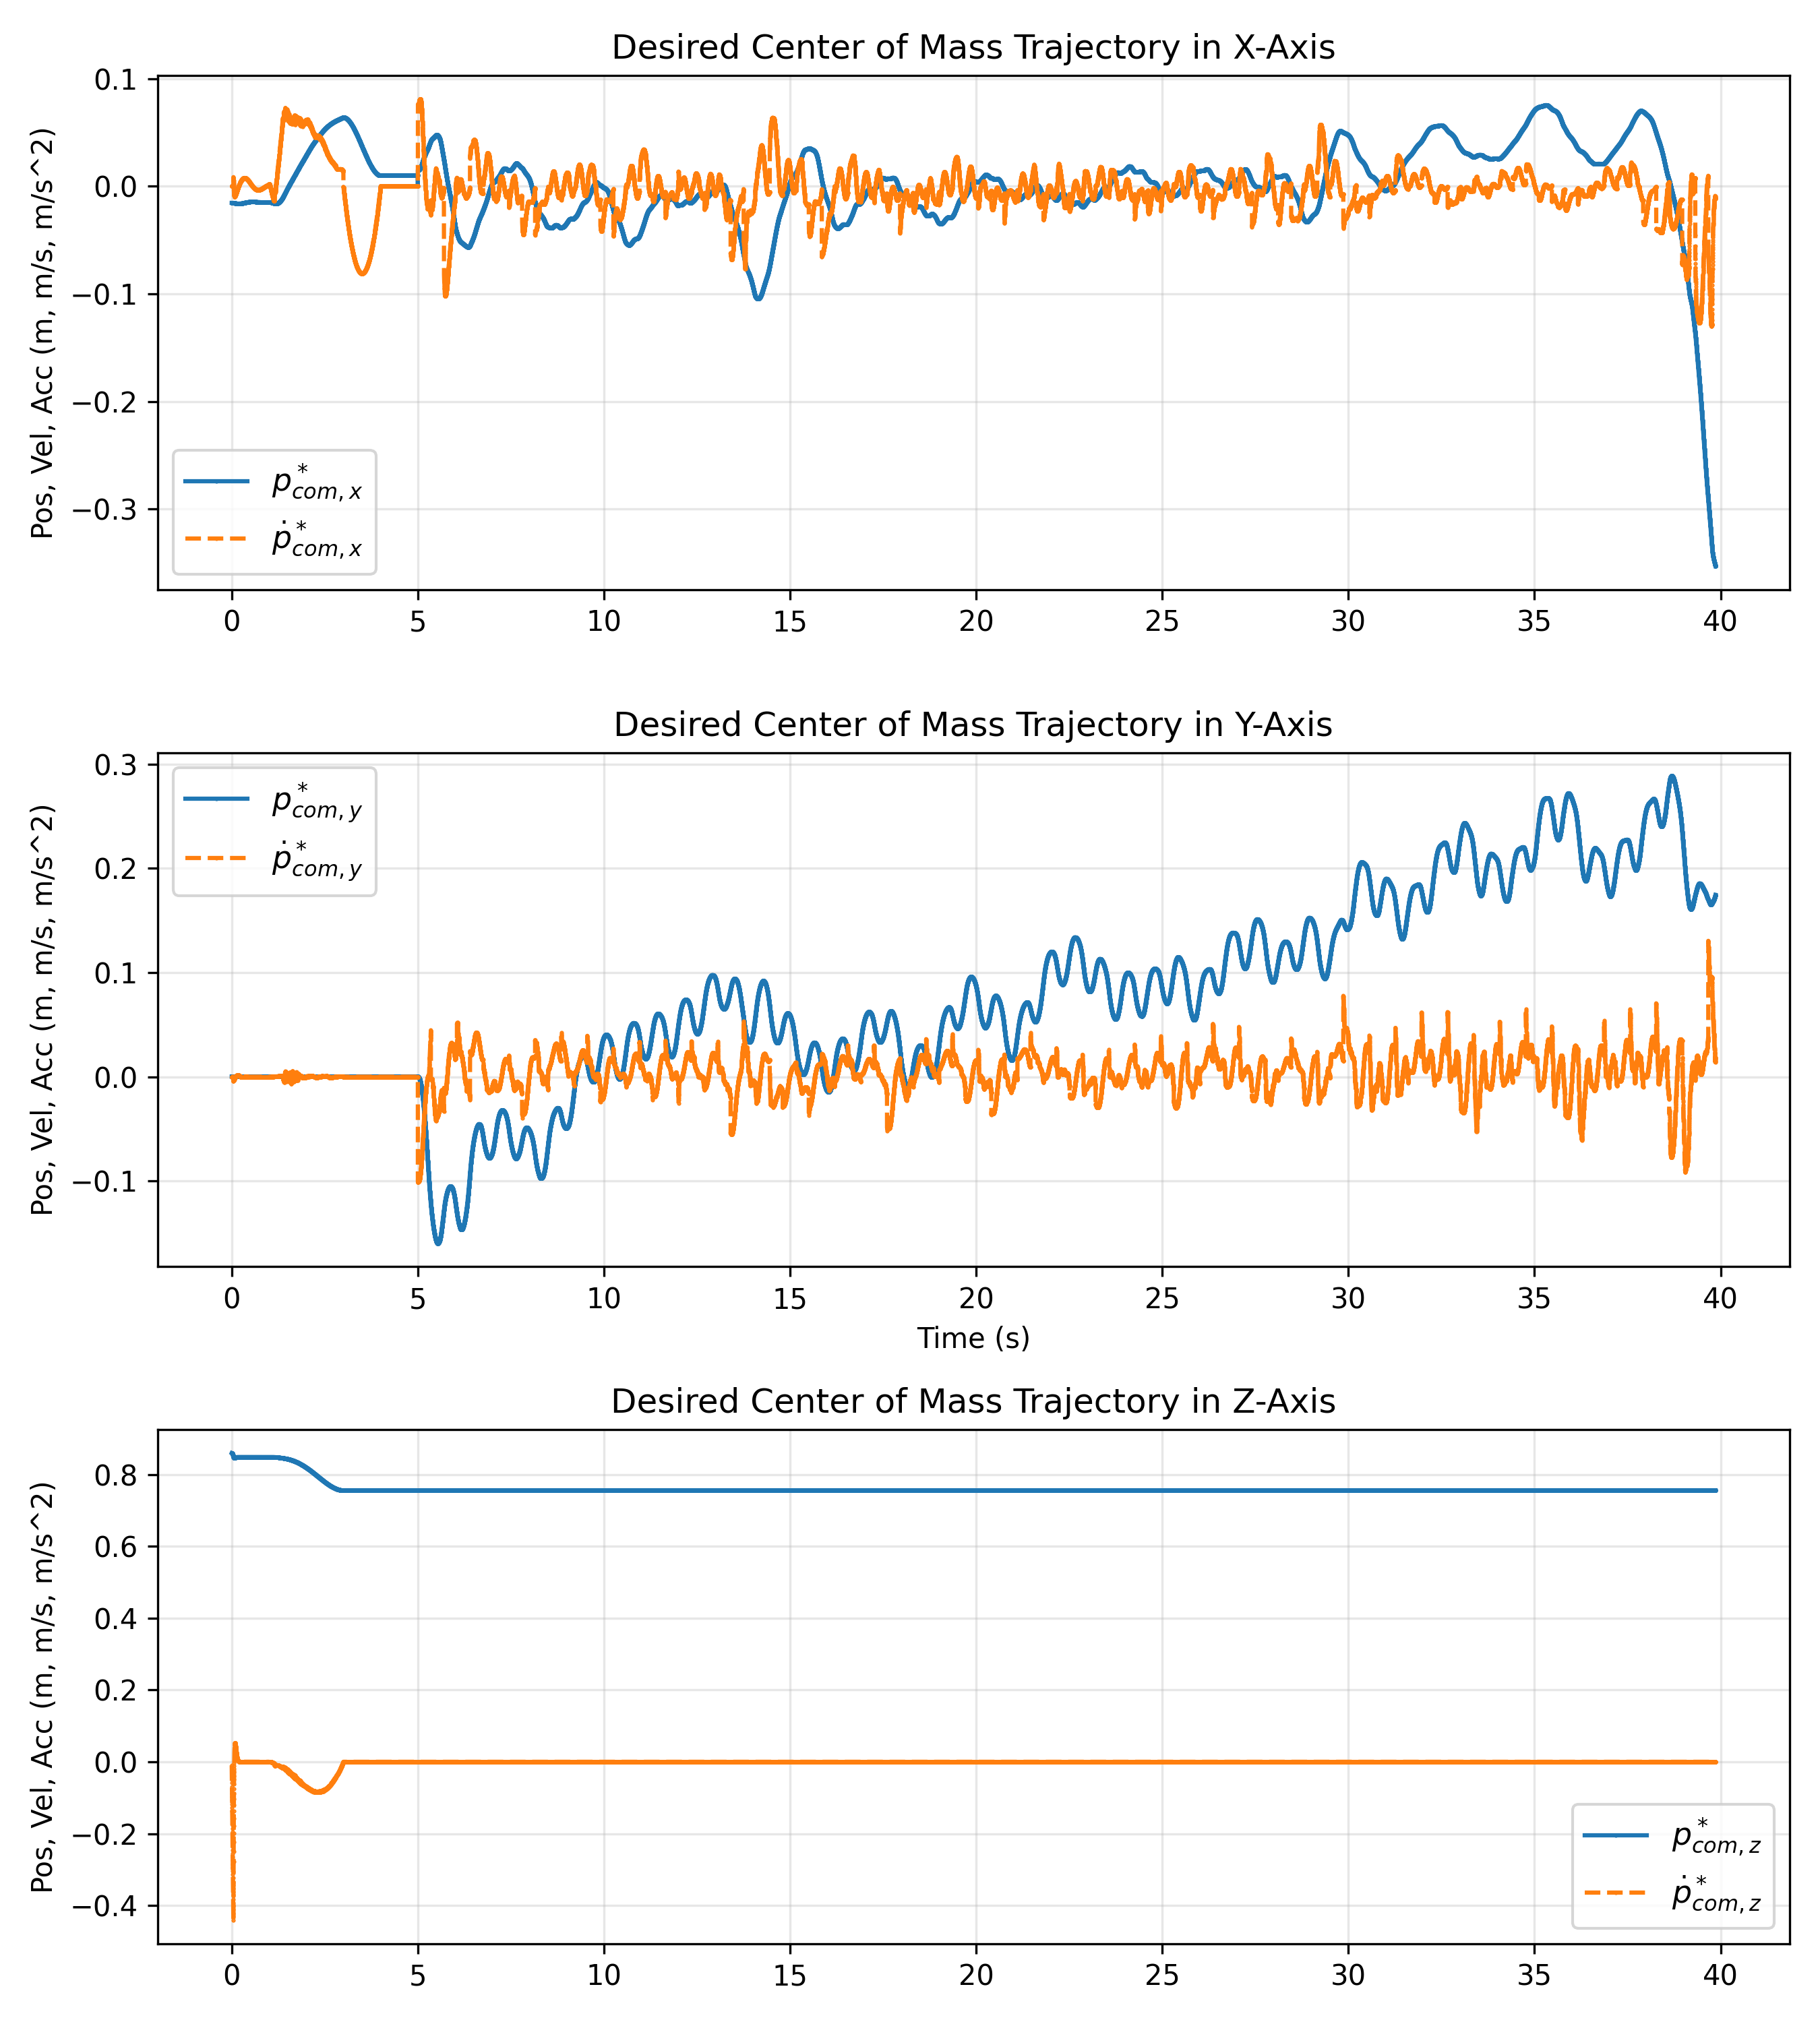 Desired Center of Mass Trajectory in X-Axis
Pos, Vel, Acc (m, m/s, m/s^2)
0.1
0.0
−0.1
−0.2
−0.3
p*com, x
ṗ*com, x
0 5 10 15 20 25 30 35 40
Desired Center of Mass Trajectory in Y-Axis
Pos, Vel, Acc (m, m/s, m/s^2)
0.3
0.2
0.1
0.0
−0.1
p*com, y
ṗ*com, y
0 5 10 15 20 25 30 35 40
Time (s)
Desired Center of Mass Trajectory in Z-Axis
Pos, Vel, Acc (m, m/s, m/s^2)
0.8
0.6
0.4
0.2
0.0
−0.2
−0.4
p*com, z
ṗ*com, z
0 5 10 15 20 25 30 35 40